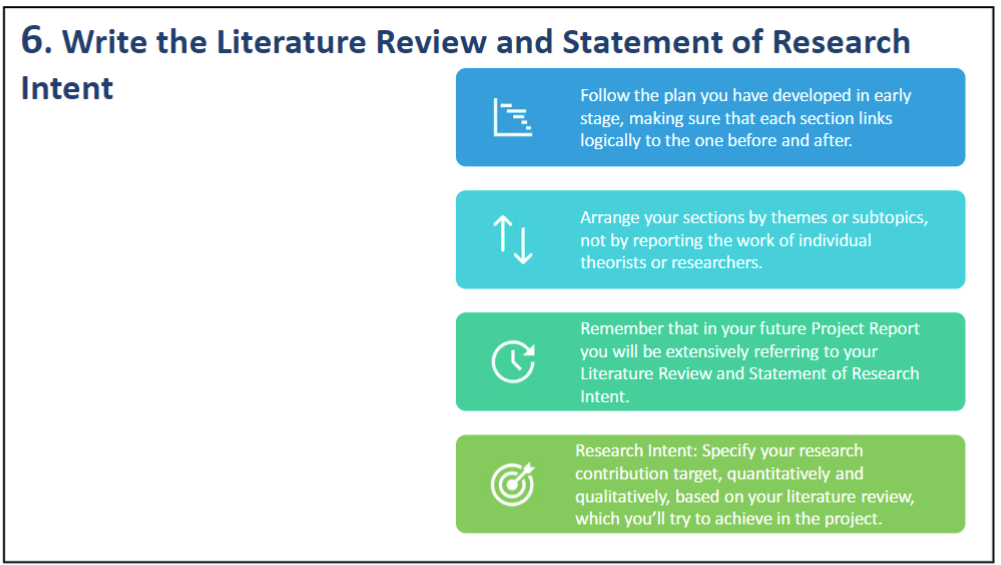 6. Write the Literature Review and Statement of Research
Intent
Follow the plan you have developed in early
stage, making sure that each section links
logically to the one before and after.
Arrange your sections by themes or subtopics,
not by reporting the work of individual
theorists or researchers.
Remember that in your future Project Report
you will be extensively referring to your
Literature Review and Statement of Research
Intent.
Research Intent: Specify your research
contribution target, quantitatively and
qualitatively, based on your literature review,
which you’ll try to achieve in the project.